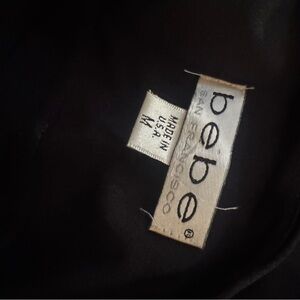 bebe®
SAN FRANCISCO
MADE IN
U.S.A.
M